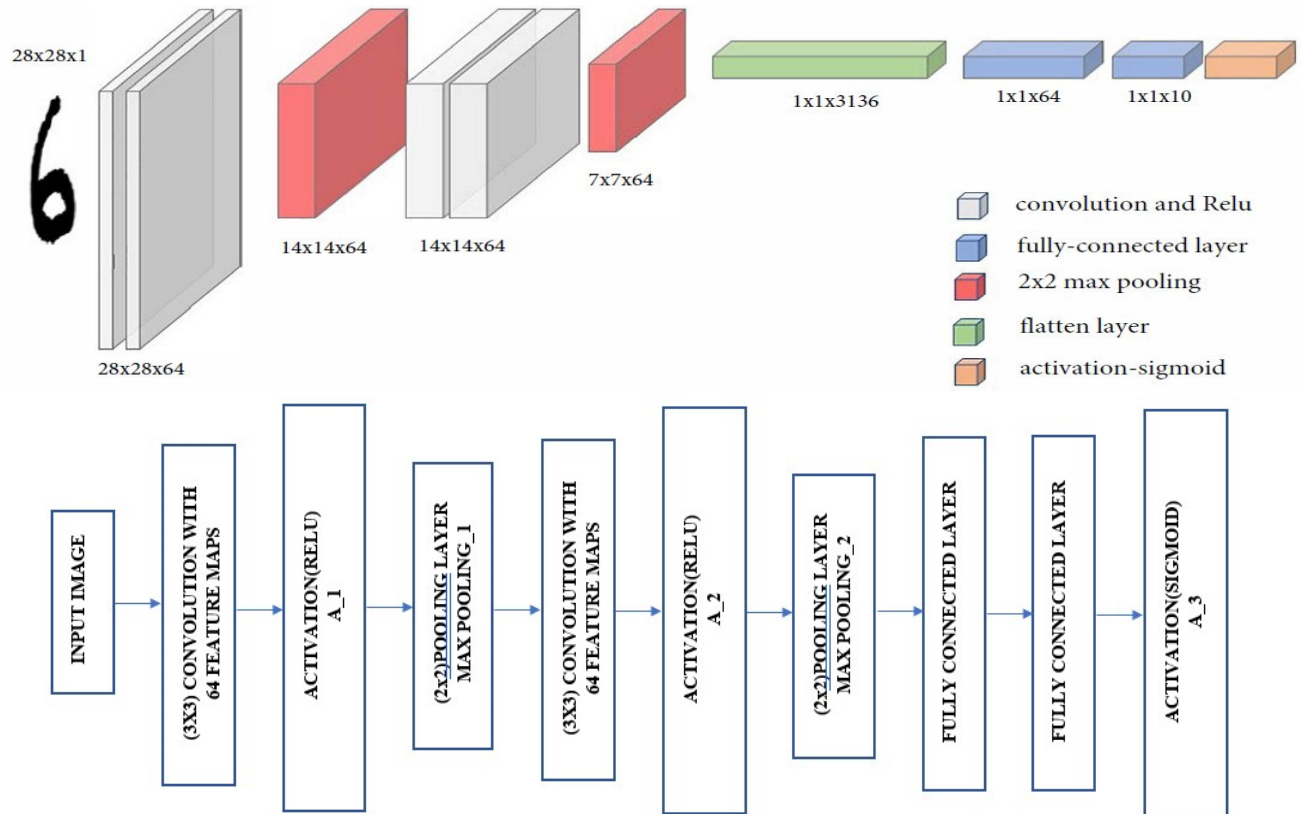 28x28x1
6
28x28x64
14x14x64
14x14x64
7x7x64
1x1x3136
1x1x64
1x1x10
convolution and Relu
fully-connected layer
2x2 max pooling
flatten layer
activation-sigmoid
INPUT IMAGE
(3X3) CONVOLUTION WITH
64 FEATURE MAPS
ACTIVATION(RELU)
A_1
(2x2)POOLING LAYER
MAX POOLING_1
(3X3) CONVOLUTION WITH
64 FEATURE MAPS
ACTIVATION(RELU)
A_2
(2x2)POOLING LAYER
MAX POOLING_2
FULLY CONNECTED LAYER
FULLY CONNECTED LAYER
ACTIVATION(SIGMOID)
A_3